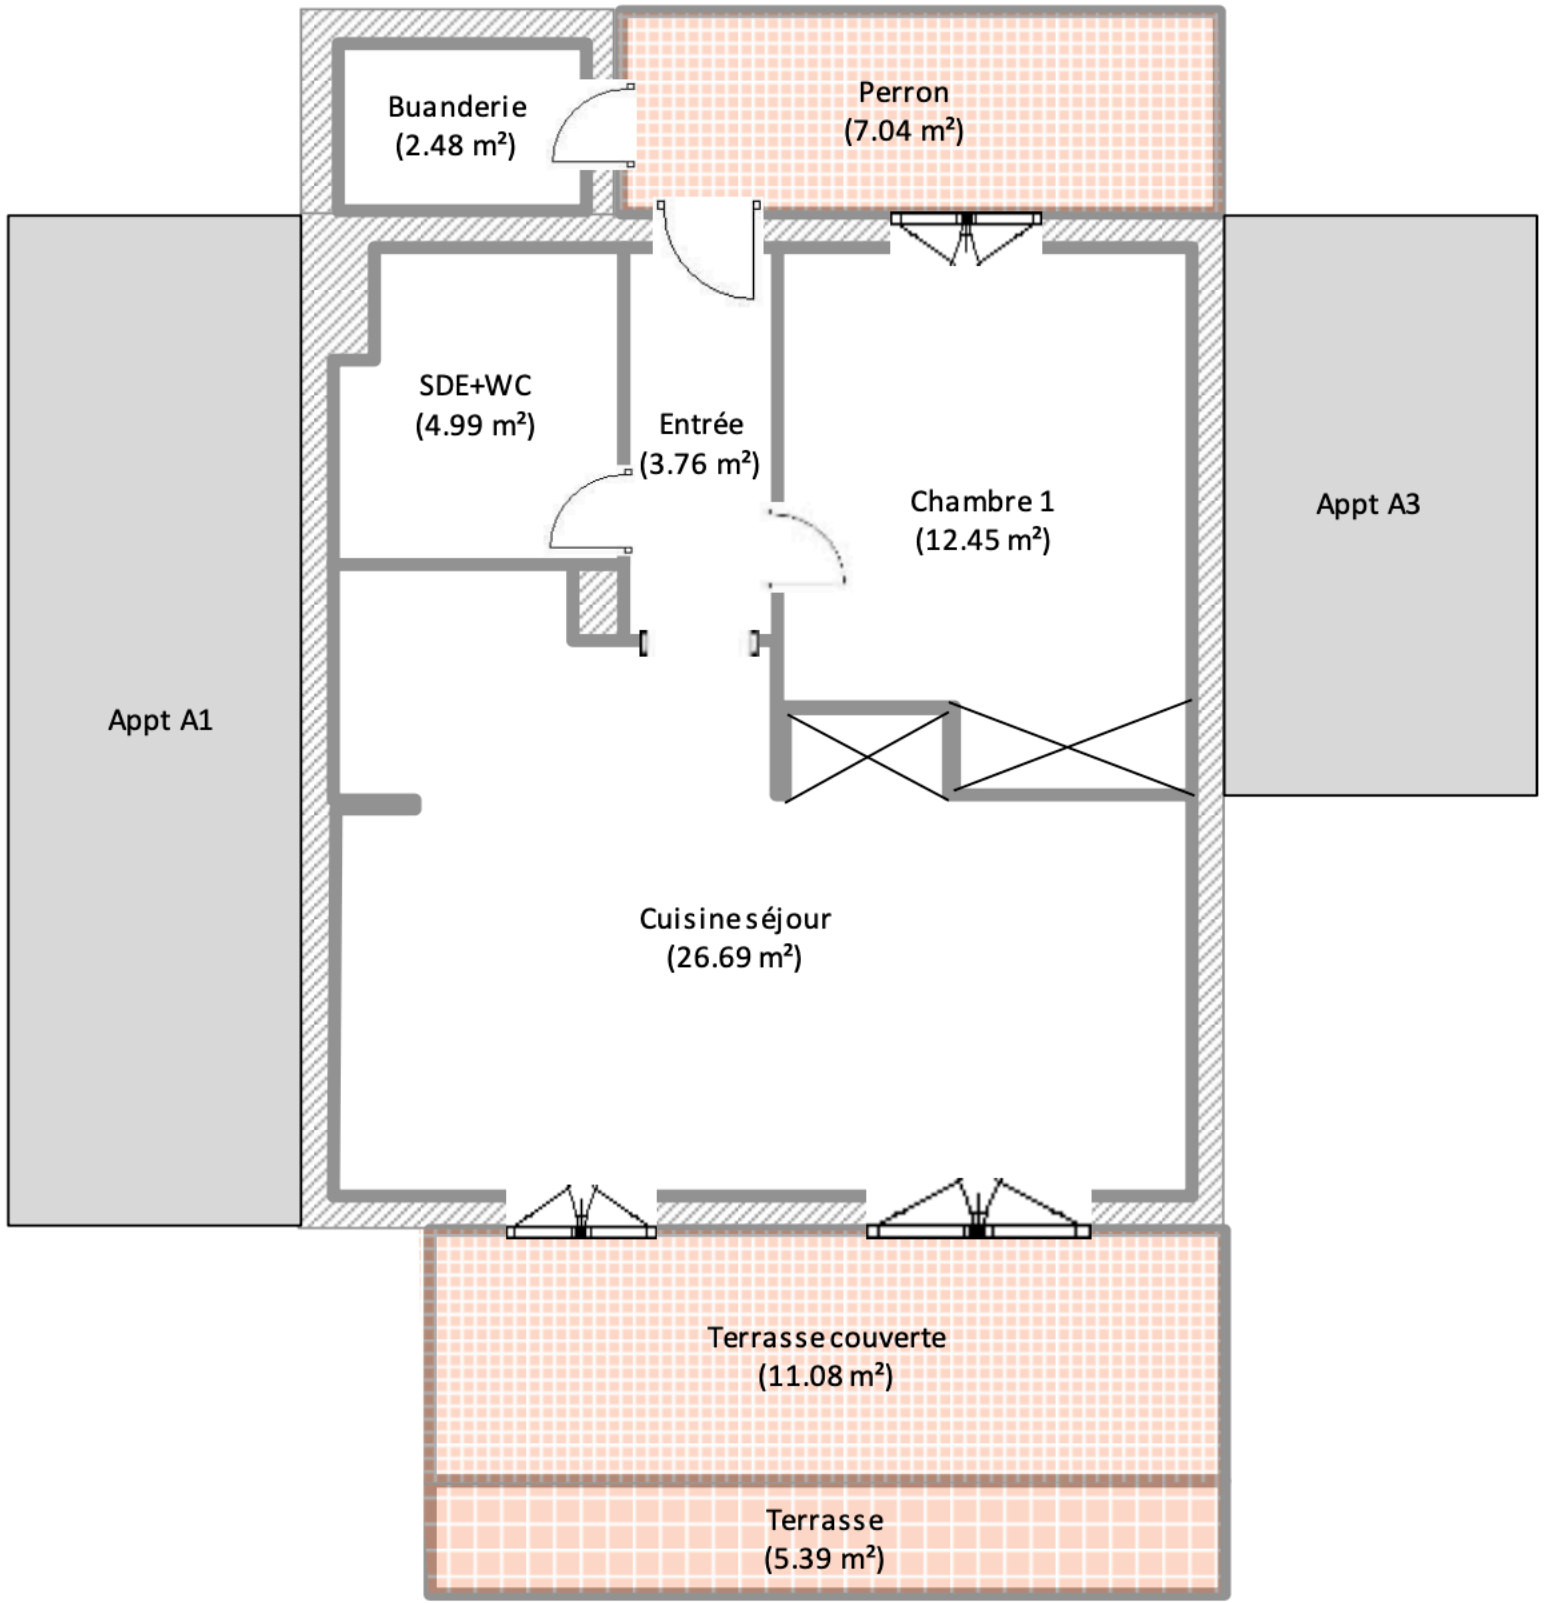 Buanderie
(2.48 m²)
Perron
(7.04 m²)
SDE+WC
(4.99 m²)
Entrée
(3.76 m²)
Chambre 1
(12.45 m²)
Appt A3
Appt A1
Cuisine séjour
(26.69 m²)
Terrasse couverte
(11.08 m²)
Terrasse
(5.39 m²)